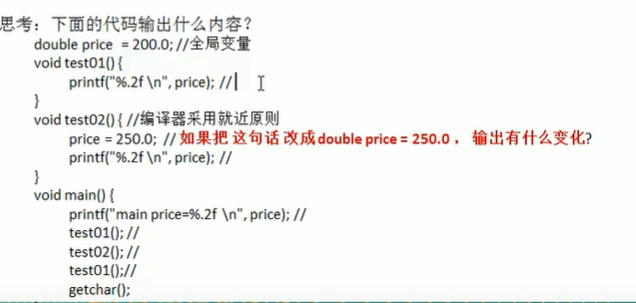 思考：下面的代码输出什么内容？
double price = 200.0; //全局变量
void test01() {
printf("%.2f \n", price); //
}
void test02() { //编译器采用就近原则
price = 250.0; // 如果把 这句话 改成double price = 250.0 ， 输出有什么变化?
printf("%.2f \n", price); //
}
void main() {
printf("main price=%.2f \n", price); //
test01(); //
test02(); //
test01();//
getchar();